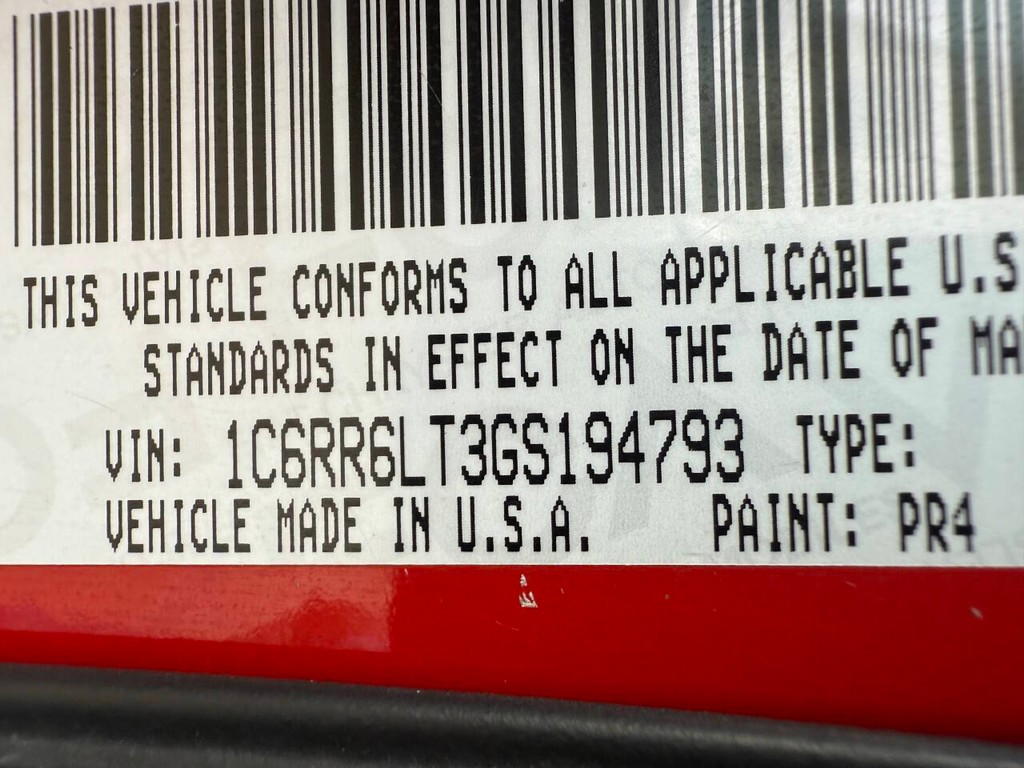 THIS VEHICLE CONFORMS TO ALL APPLICABLE U.S
STANDARDS IN EFFECT ON THE DATE OF MA
VIN: 1C6RR6LT3GS194793 TYPE:
VEHICLE MADE IN U.S.A. PAINT: PR4